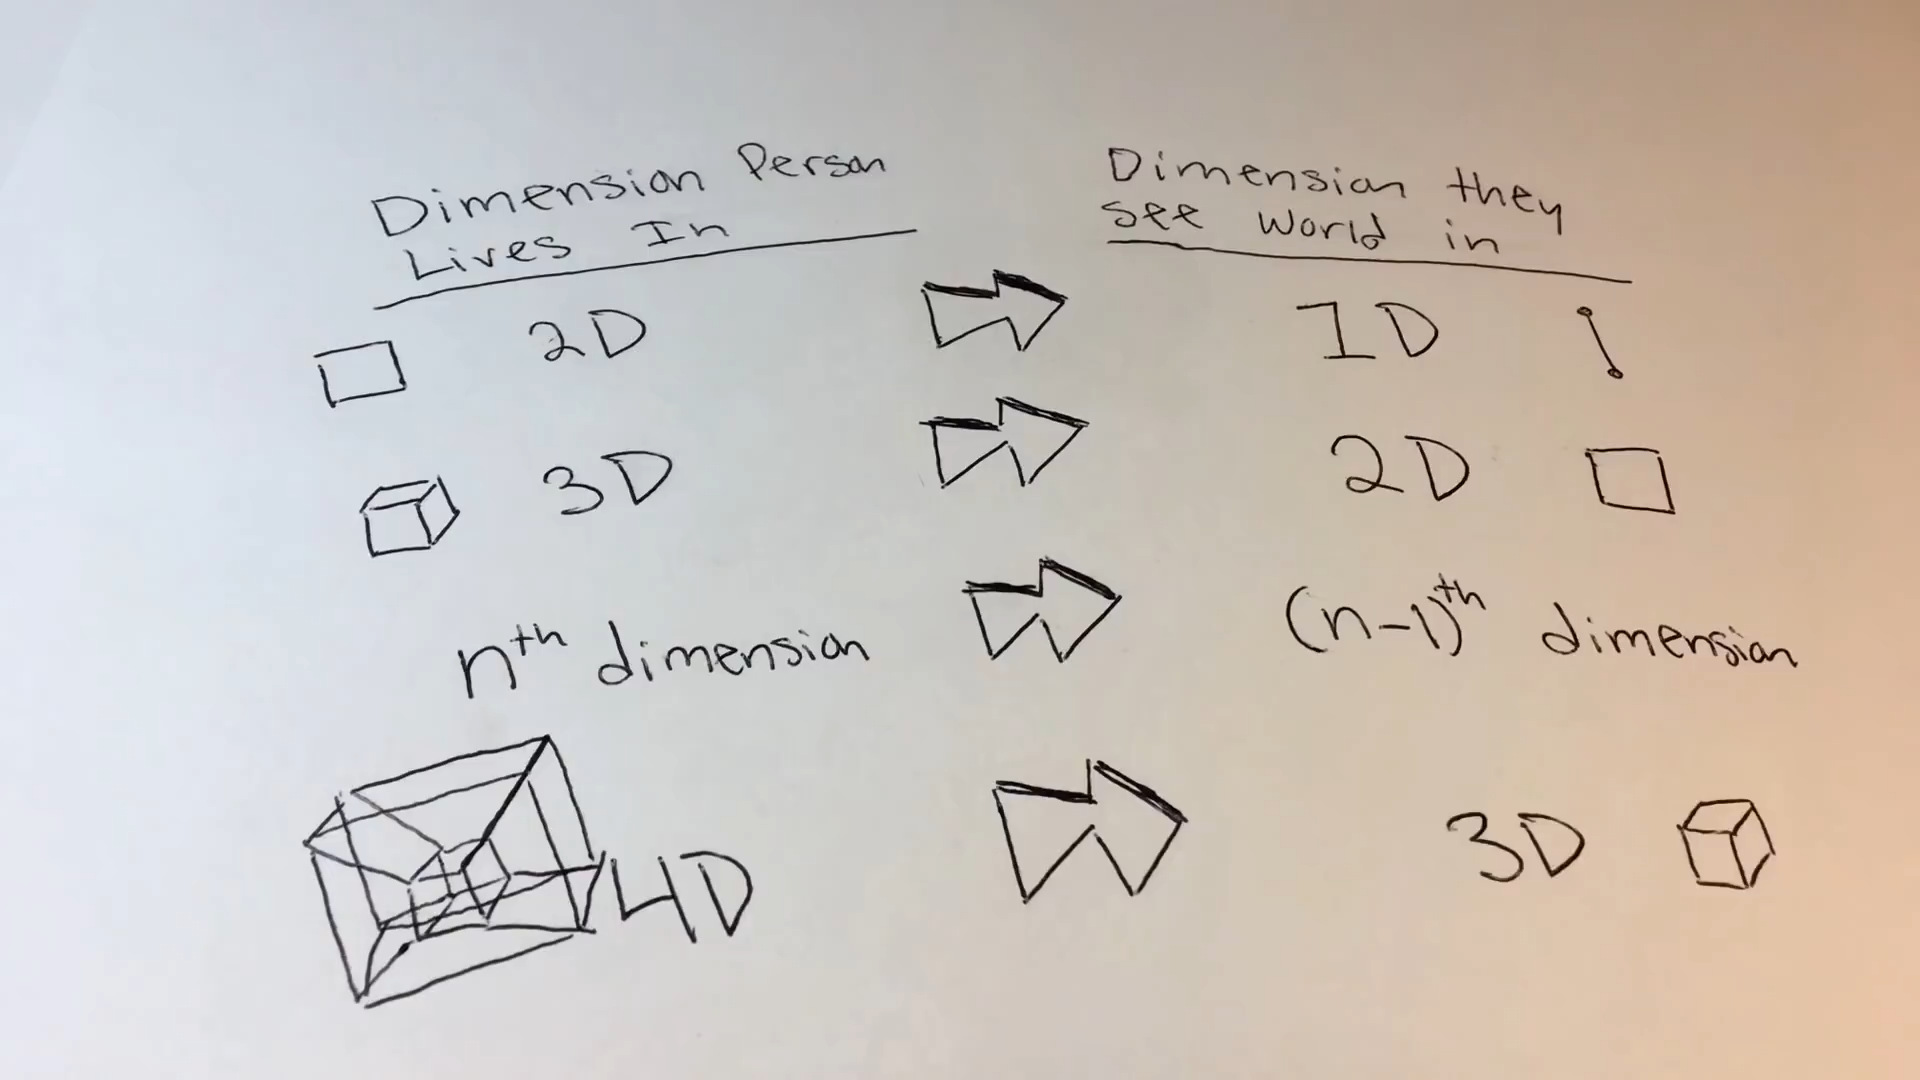 Dimension Person
Lives In
Dimension they
see World in
2D
1D
3D
2D
nth dimension
(n-1)th dimension
4D
3D